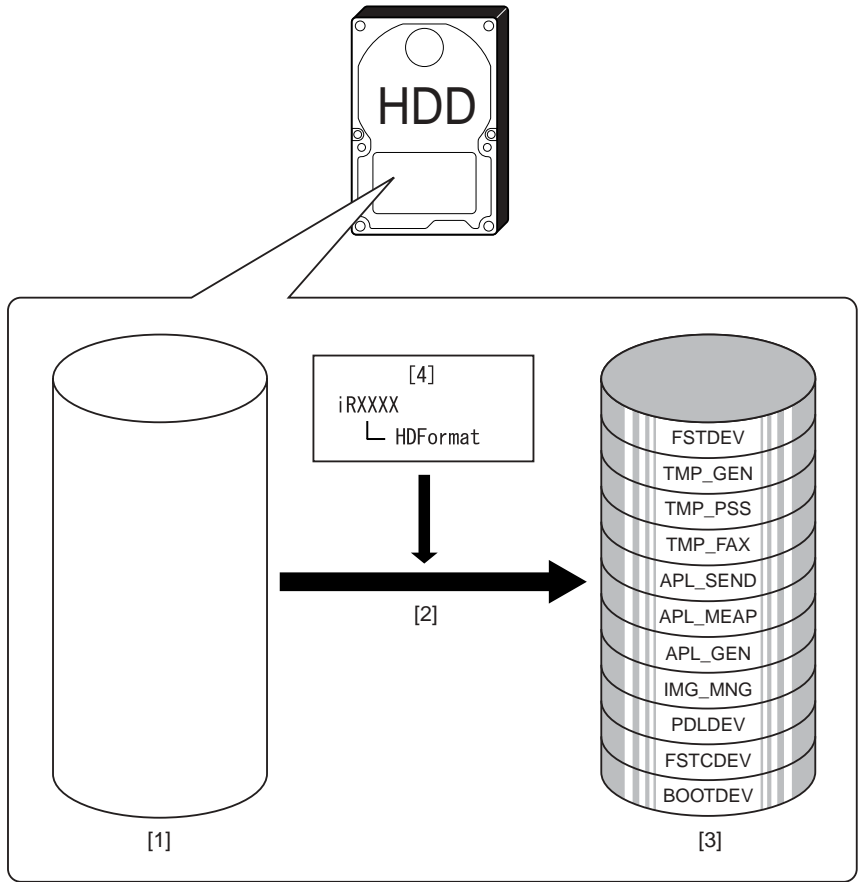 HDD
[4]
iRXXXX
HDFormat
[2]
FSTDEV
TMP_GEN
TMP_PSS
TMP_FAX
APL_SEND
APL_MEAP
APL_GEN
IMG_MNG
PDLDEV
FSTCDEV
BOOTDEV
[1]
[3]